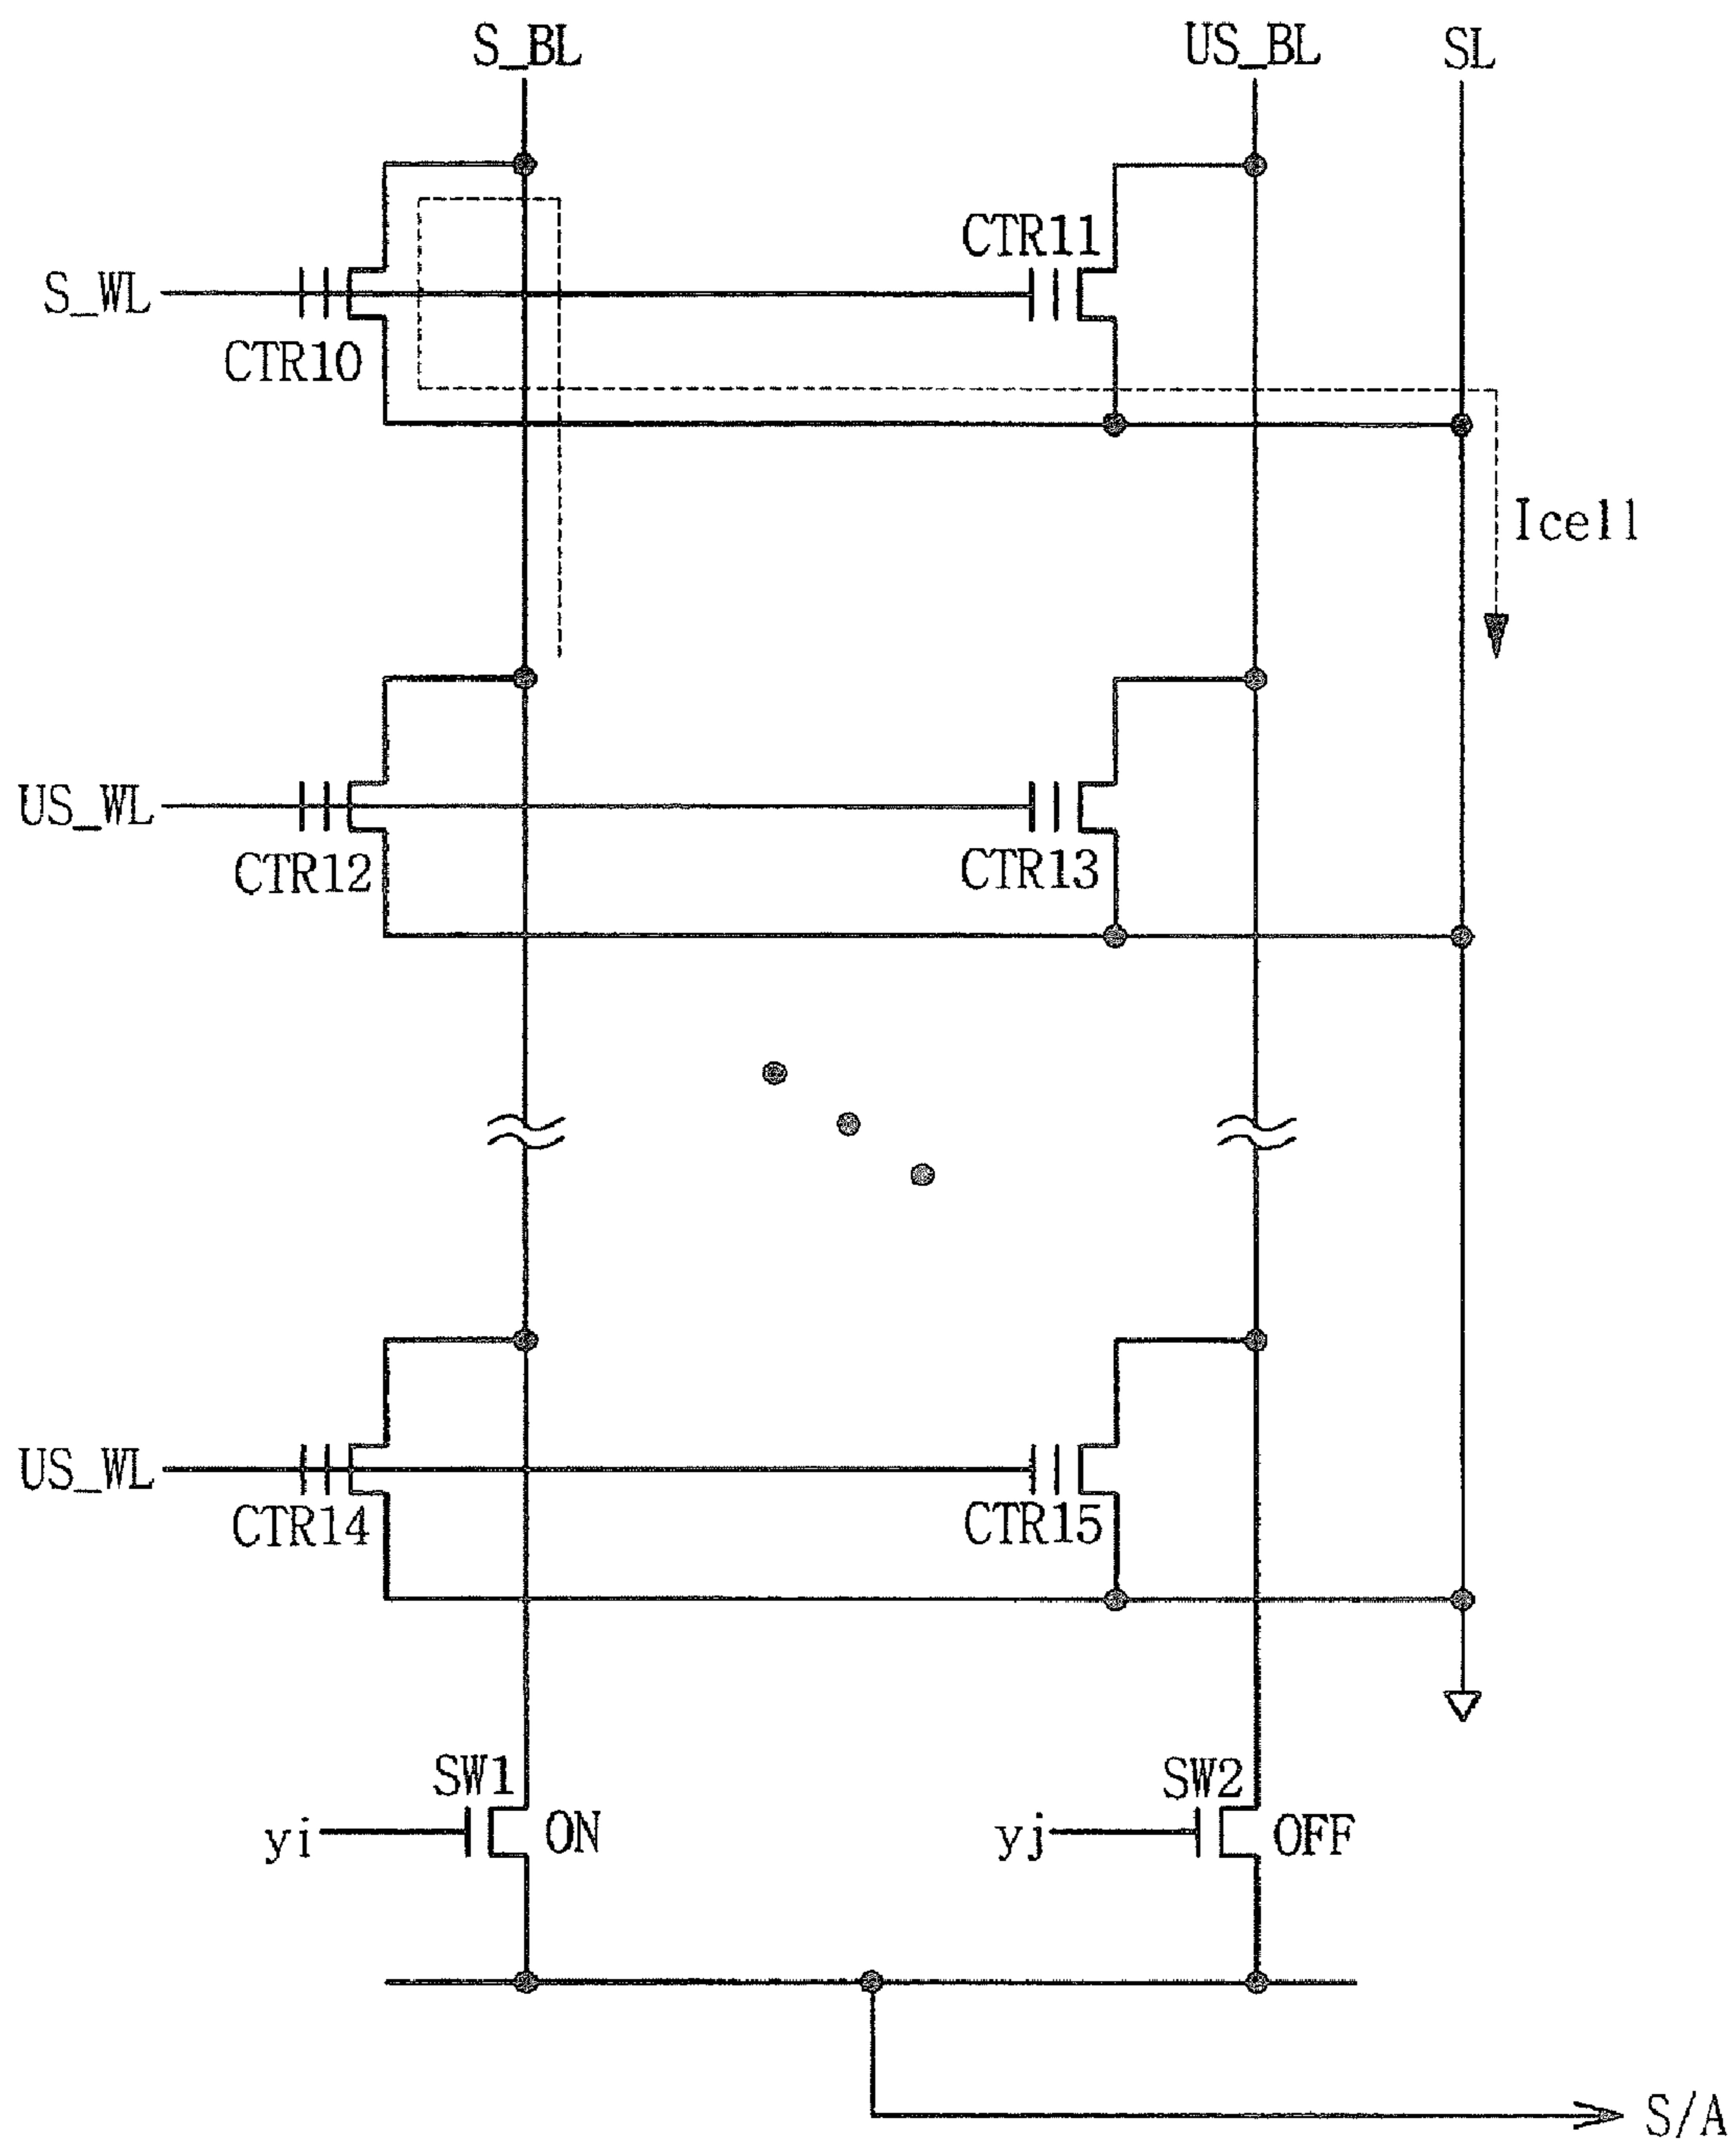 S_BL
US_BL
SL
CTR11
S_WL
CTR10
Icell
US_WL
CTR12
CTR13
US_WL
CTR14
CTR15
SW1
SW2
yi
ON
yj
OFF
S/A